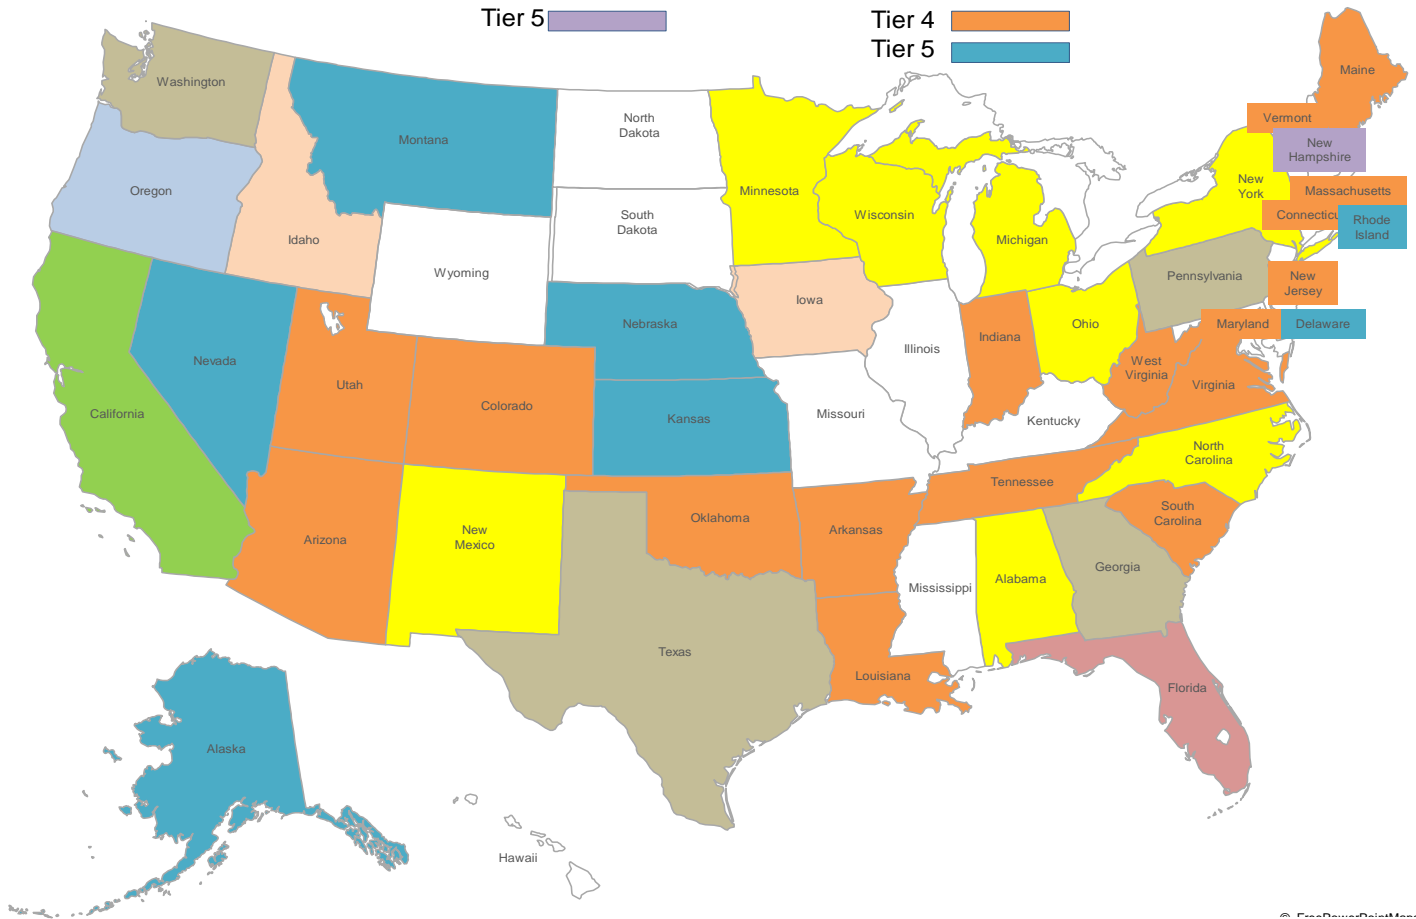 Tier 5
Tier 4
Tier 5
Maine
Washington
Vermont
North
Dakota
Montana
New
Hampshire
New
York
Oregon
Minnesota
Massachusetts
Wisconsin
Connecticu
South
Dakota
Rhode
Island
Idaho
Michigan
Wyoming
Pennsylvania
New
Jersey
Iowa
Nebraska
Ohio
Maryland
Delaware
Indiana
Illinois
Nevada
West
Virginia
Utah
Virginia
Colorado
California
Missouri
Kansas
Kentucky
North
Carolina
Tennessee
South
Carolina
Oklahoma
Arkansas
New
Mexico
Arizona
Georgia
Alabama
Mississippi
Texas
Louisiana
Florida
Alaska
Hawaii
© FreePowerPointMaps